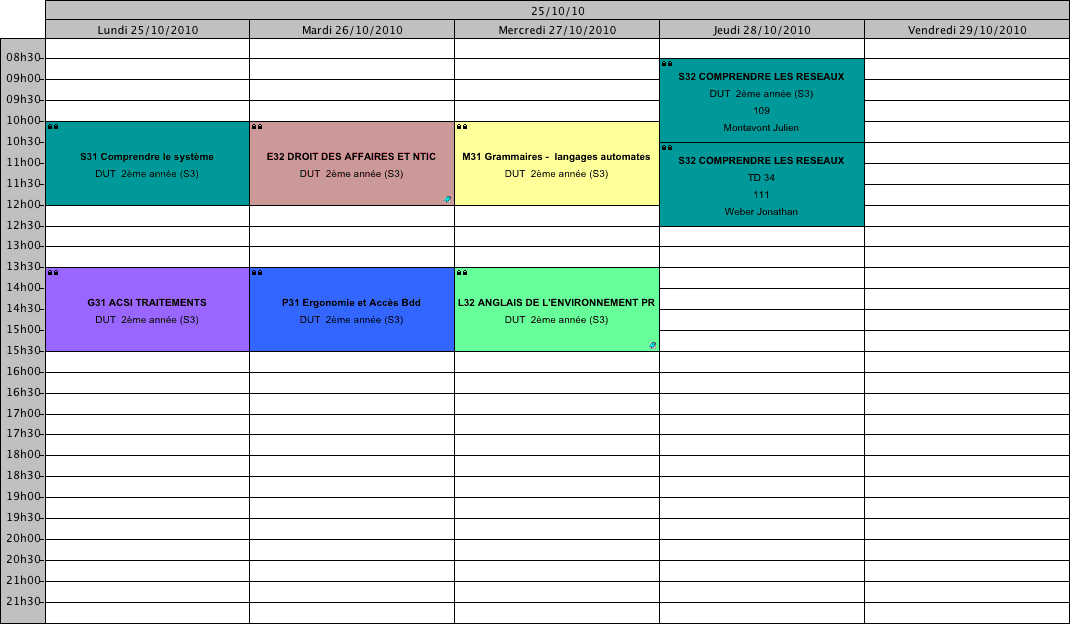 25/10/10
Lundi 25/10/2010
Mardi 26/10/2010
Mercredi 27/10/2010
Jeudi 28/10/2010
Vendredi 29/10/2010
08h30
09h00
09h30
10h00
10h30
11h00
11h30
12h00
12h30
13h00
13h30
14h00
14h30
15h00
15h30
16h00
16h30
17h00
17h30
18h00
18h30
19h00
19h30
20h00
20h30
21h00
21h30
S31 Comprendre le système
DUT 2ème année (S3)
G31 ACSI TRAITEMENTS
DUT 2ème année (S3)
E32 DROIT DES AFFAIRES ET NTIC
DUT 2ème année (S3)
P31 Ergonomie et Accès Bdd
DUT 2ème année (S3)
M31 Grammaires - langages automates
DUT 2ème année (S3)
L32 ANGLAIS DE L'ENVIRONNEMENT PR
DUT 2ème année (S3)
S32 COMPRENDRE LES RESEAUX
DUT 2ème année (S3)
109
Montavont Julien
S32 COMPRENDRE LES RESEAUX
TD 34
111
Weber Jonathan